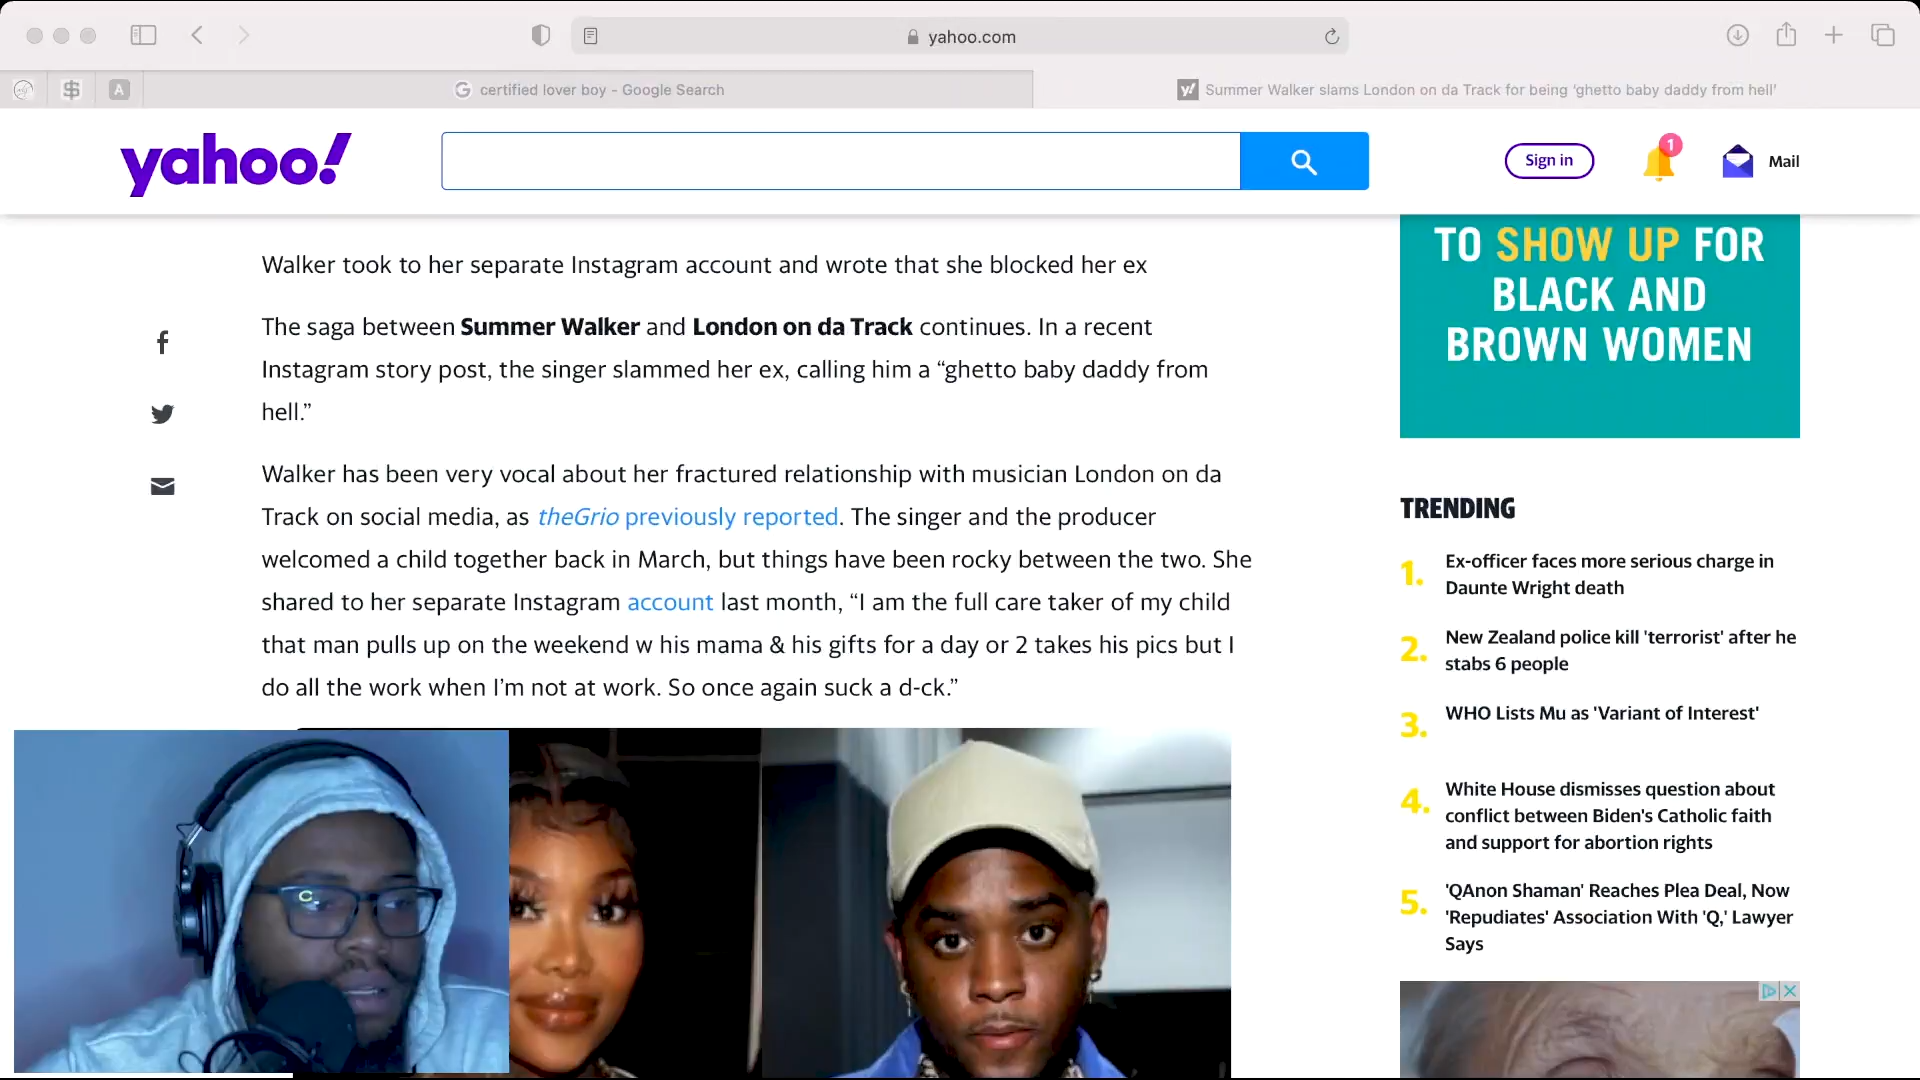 yahoo.com
certified lover boy - Google Search
Summer Walker slams London on da Track for being ‘ghetto baby daddy from hell’
A
yahoo!
Sign in
1
Mail
Walker took to her separate Instagram account and wrote that she blocked her ex
The saga between Summer Walker and London on da Track continues. In a recent
Instagram story post, the singer slammed her ex, calling him a “ghetto baby daddy from
hell.”
Walker has been very vocal about her fractured relationship with musician London on da
Track on social media, as theGrio previously reported. The singer and the producer
welcomed a child together back in March, but things have been rocky between the two. She
shared to her separate Instagram account last month, “I am the full care taker of my child
that man pulls up on the weekend w his mama & his gifts for a day or 2 takes his pics but I
do all the work when I’m not at work. So once again suck a d-ck.”
TO SHOW UP FOR
BLACK AND
BROWN WOMEN
TRENDING
1. Ex-officer faces more serious charge in
Daunte Wright death
2. New Zealand police kill 'terrorist' after he
stabs 6 people
3. WHO Lists Mu as 'Variant of Interest'
4. White House dismisses question about
conflict between Biden's Catholic faith
and support for abortion rights
5. 'QAnon Shaman' Reaches Plea Deal, Now
'Repudiates' Association With 'Q,' Lawyer
Says